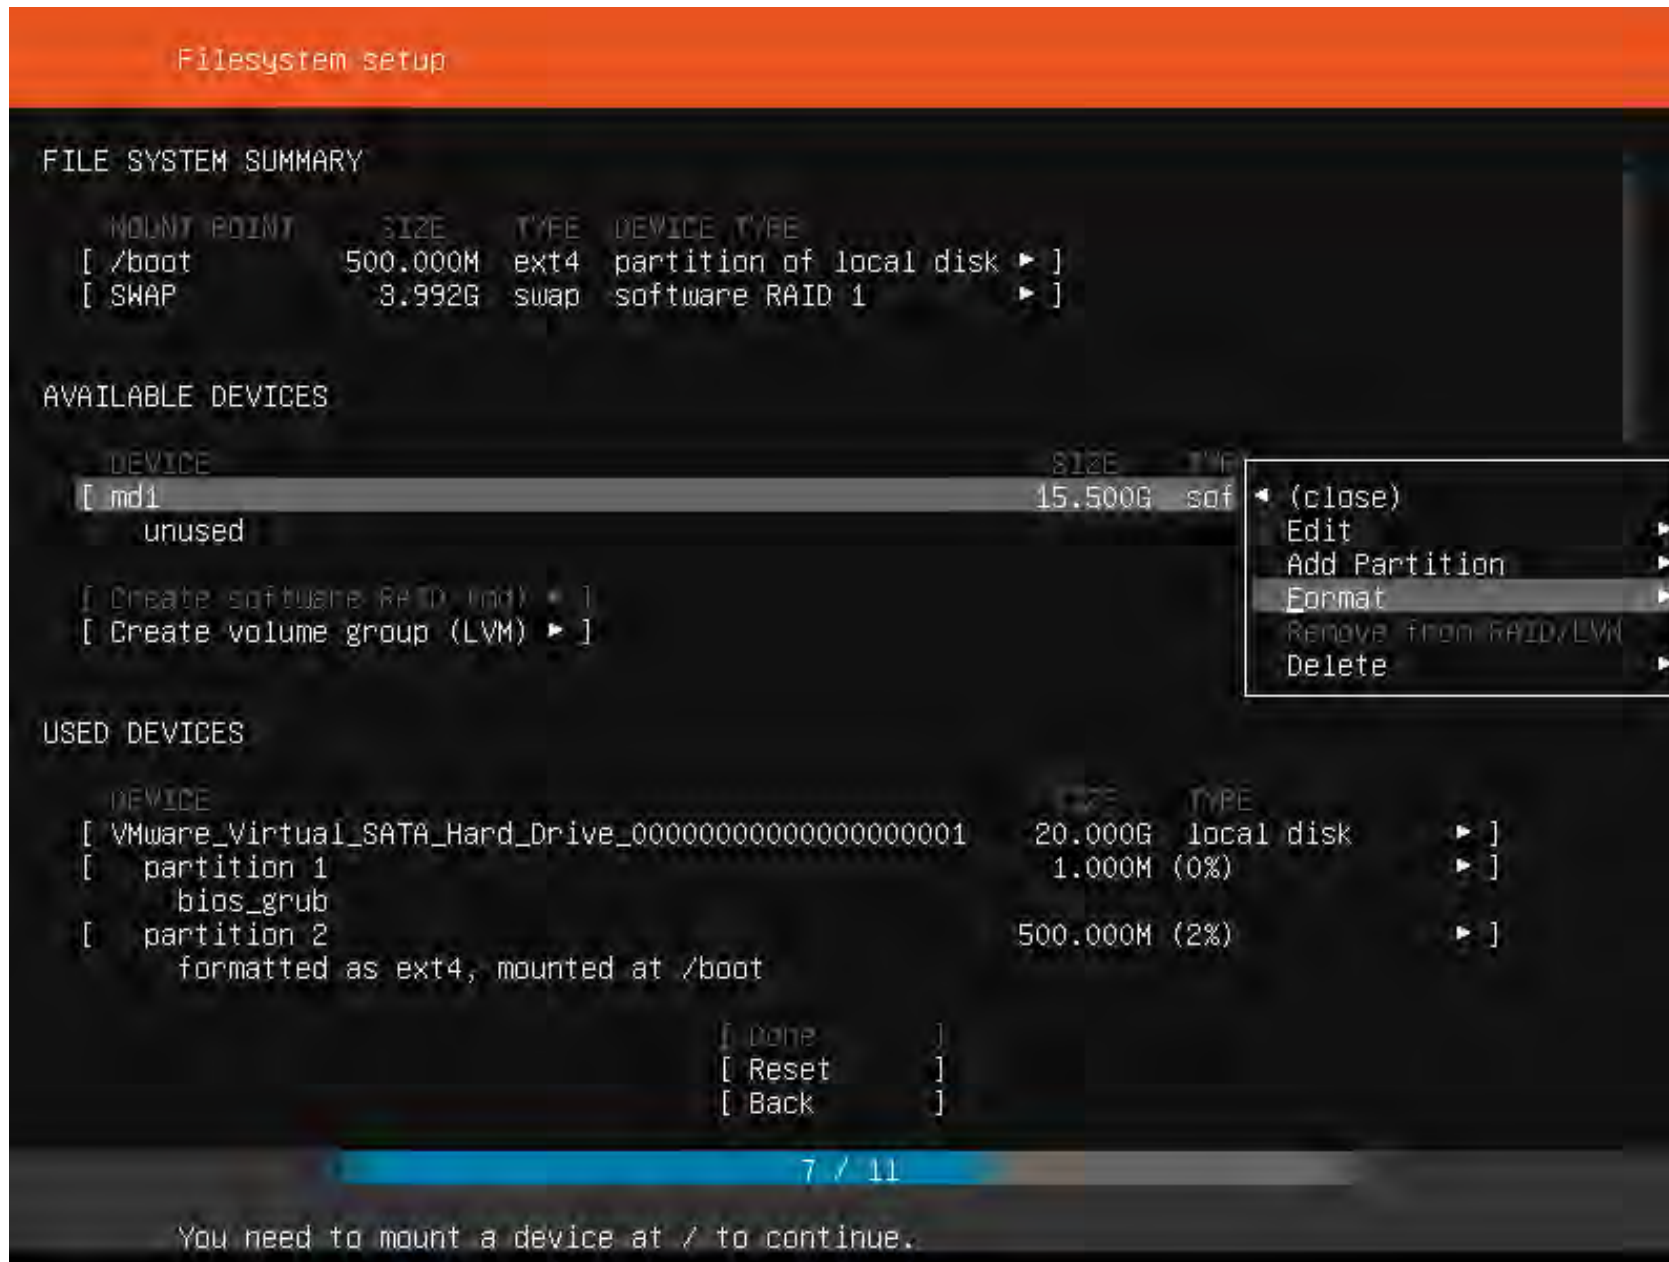 Filesystem setup
FILE SYSTEM SUMMARY
MOUNT POINT SIZE TYPE DEVICE TYPE
[ /boot 500.000M ext4 partition of local disk ▸ ]
[ SWAP 3.992G swap software RAID 1 ▸ ]
AVAILABLE DEVICES
DEVICE SIZE TYP
[ md1 15.500G sof ◂ (close)
unused Edit ▸
Add Partition ▸
[ Create software RAID (md) ▸ ] Format ▸
[ Create volume group (LVM) ▸ ] Remove from RAID/LVM
Delete ▸
USED DEVICES
DEVICE SIZE TYPE
[ VMware_Virtual_SATA_Hard_Drive_00000000000000000001 20.000G local disk ▸ ]
[ partition 1 1.000M (0%) ▸ ]
bios_grub
[ partition 2 500.000M (2%) ▸ ]
formatted as ext4, mounted at /boot
[ Done ]
[ Reset ]
[ Back ]
7 / 11
You need to mount a device at / to continue.